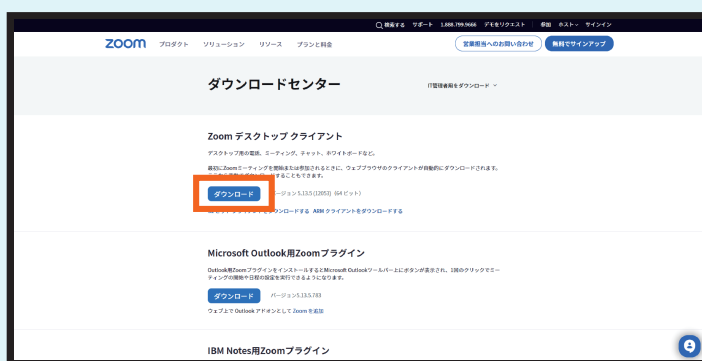 検索する サポート 1.888.799.9666 デモをリクエスト 参加 ホスト サインイン
zoom プロダクト ソリューション リソース プランと料金 営業担当へのお問い合わせ 無料でサインアップ
ダウンロードセンター IT管理者用をダウンロード
Zoom デスクトップ クライアント
デスクトップ用の電話、ミーティング、チャット、ホワイトボードなど。
最初にZoomミーティングを開始または参加されるときに、ウェブブラウザのクライアントが自動的にダウンロードされます。
することもできます。
ダウンロード バージョン 5.13.5 (12053) (64 ビット)
をダウンロードする ARM クライアントをダウンロードする
Microsoft Outlook用Zoomプラグイン
Outlook用ZoomプラグインをインストールするとMicrosoft Outlookツールバー上にボタンが表示され、1回のクリックでミー
ティングの開始や日程の設定を実行できるようになります。
ダウンロード バージョン5.13.5.783
ウェブ上で Outlook アドオンとして Zoom を追加
IBM Notes用Zoomプラグイン